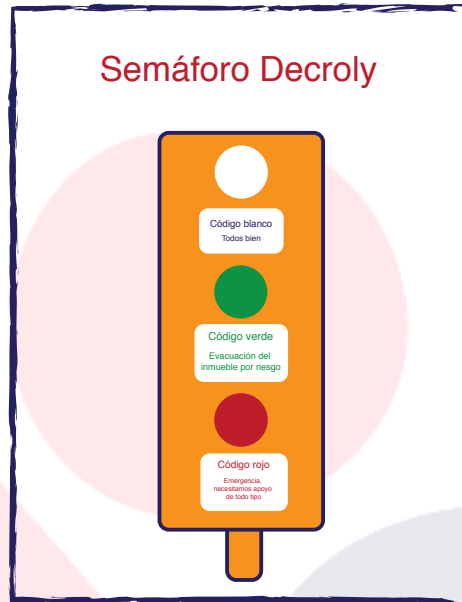 Semáforo Decroly
Código blanco
Todos bien
Código verde
Evacuación del
inmueble por riesgo
Código rojo
Emergencia,
necesitamos apoyo
de todo tipo